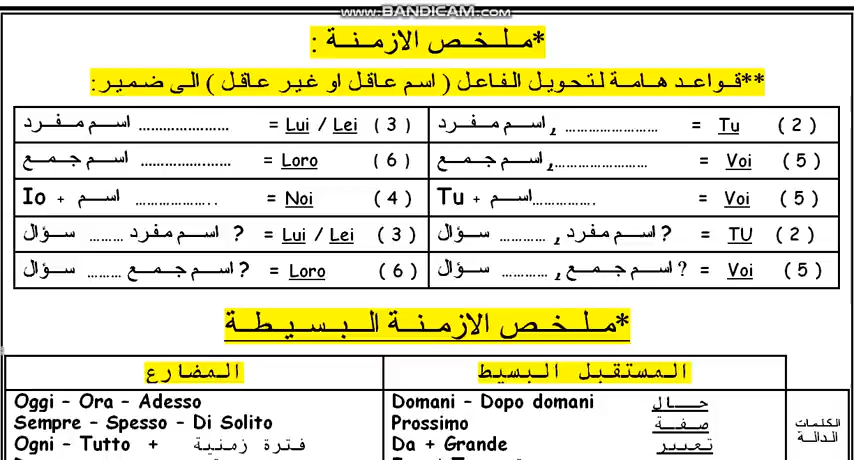 WWW.BANDICAM.COM
*ملخص الازمنة :
**قواعد هامة لتحويل الفاعل ( اسم عاقل او غير عاقل ) الى ضمير:
اسم مفرد ...................... = Lui / Lei ( 3 )
اسم مفرد , ........................ = Tu ( 2 )
اسم جمع ...................... = Loro ( 6 )
اسم جمع ,........................ = Voi ( 5 )
Io + اسم .................... = Noi ( 4 )
Tu + اسم................ = Voi ( 5 )
سؤال ......... اسم مفرد ? = Lui / Lei ( 3 )
سؤال ............ , اسم مفرد ? = TU ( 2 )
سؤال ......... اسم جمع ? = Loro ( 6 )
سؤال ............ , اسم جمع ? = Voi ( 5 )
*ملخص الازمنة البسيطة
المضارع
المستقبل البسيط
Oggi – Ora – Adesso
Sempre – Spesso – Di Solito
Ogni – Tutto + فترة زمنية
Domani – Dopo domani حال
Prossimo صفة
Da + Grande تعبير
الكلمات
الدالة